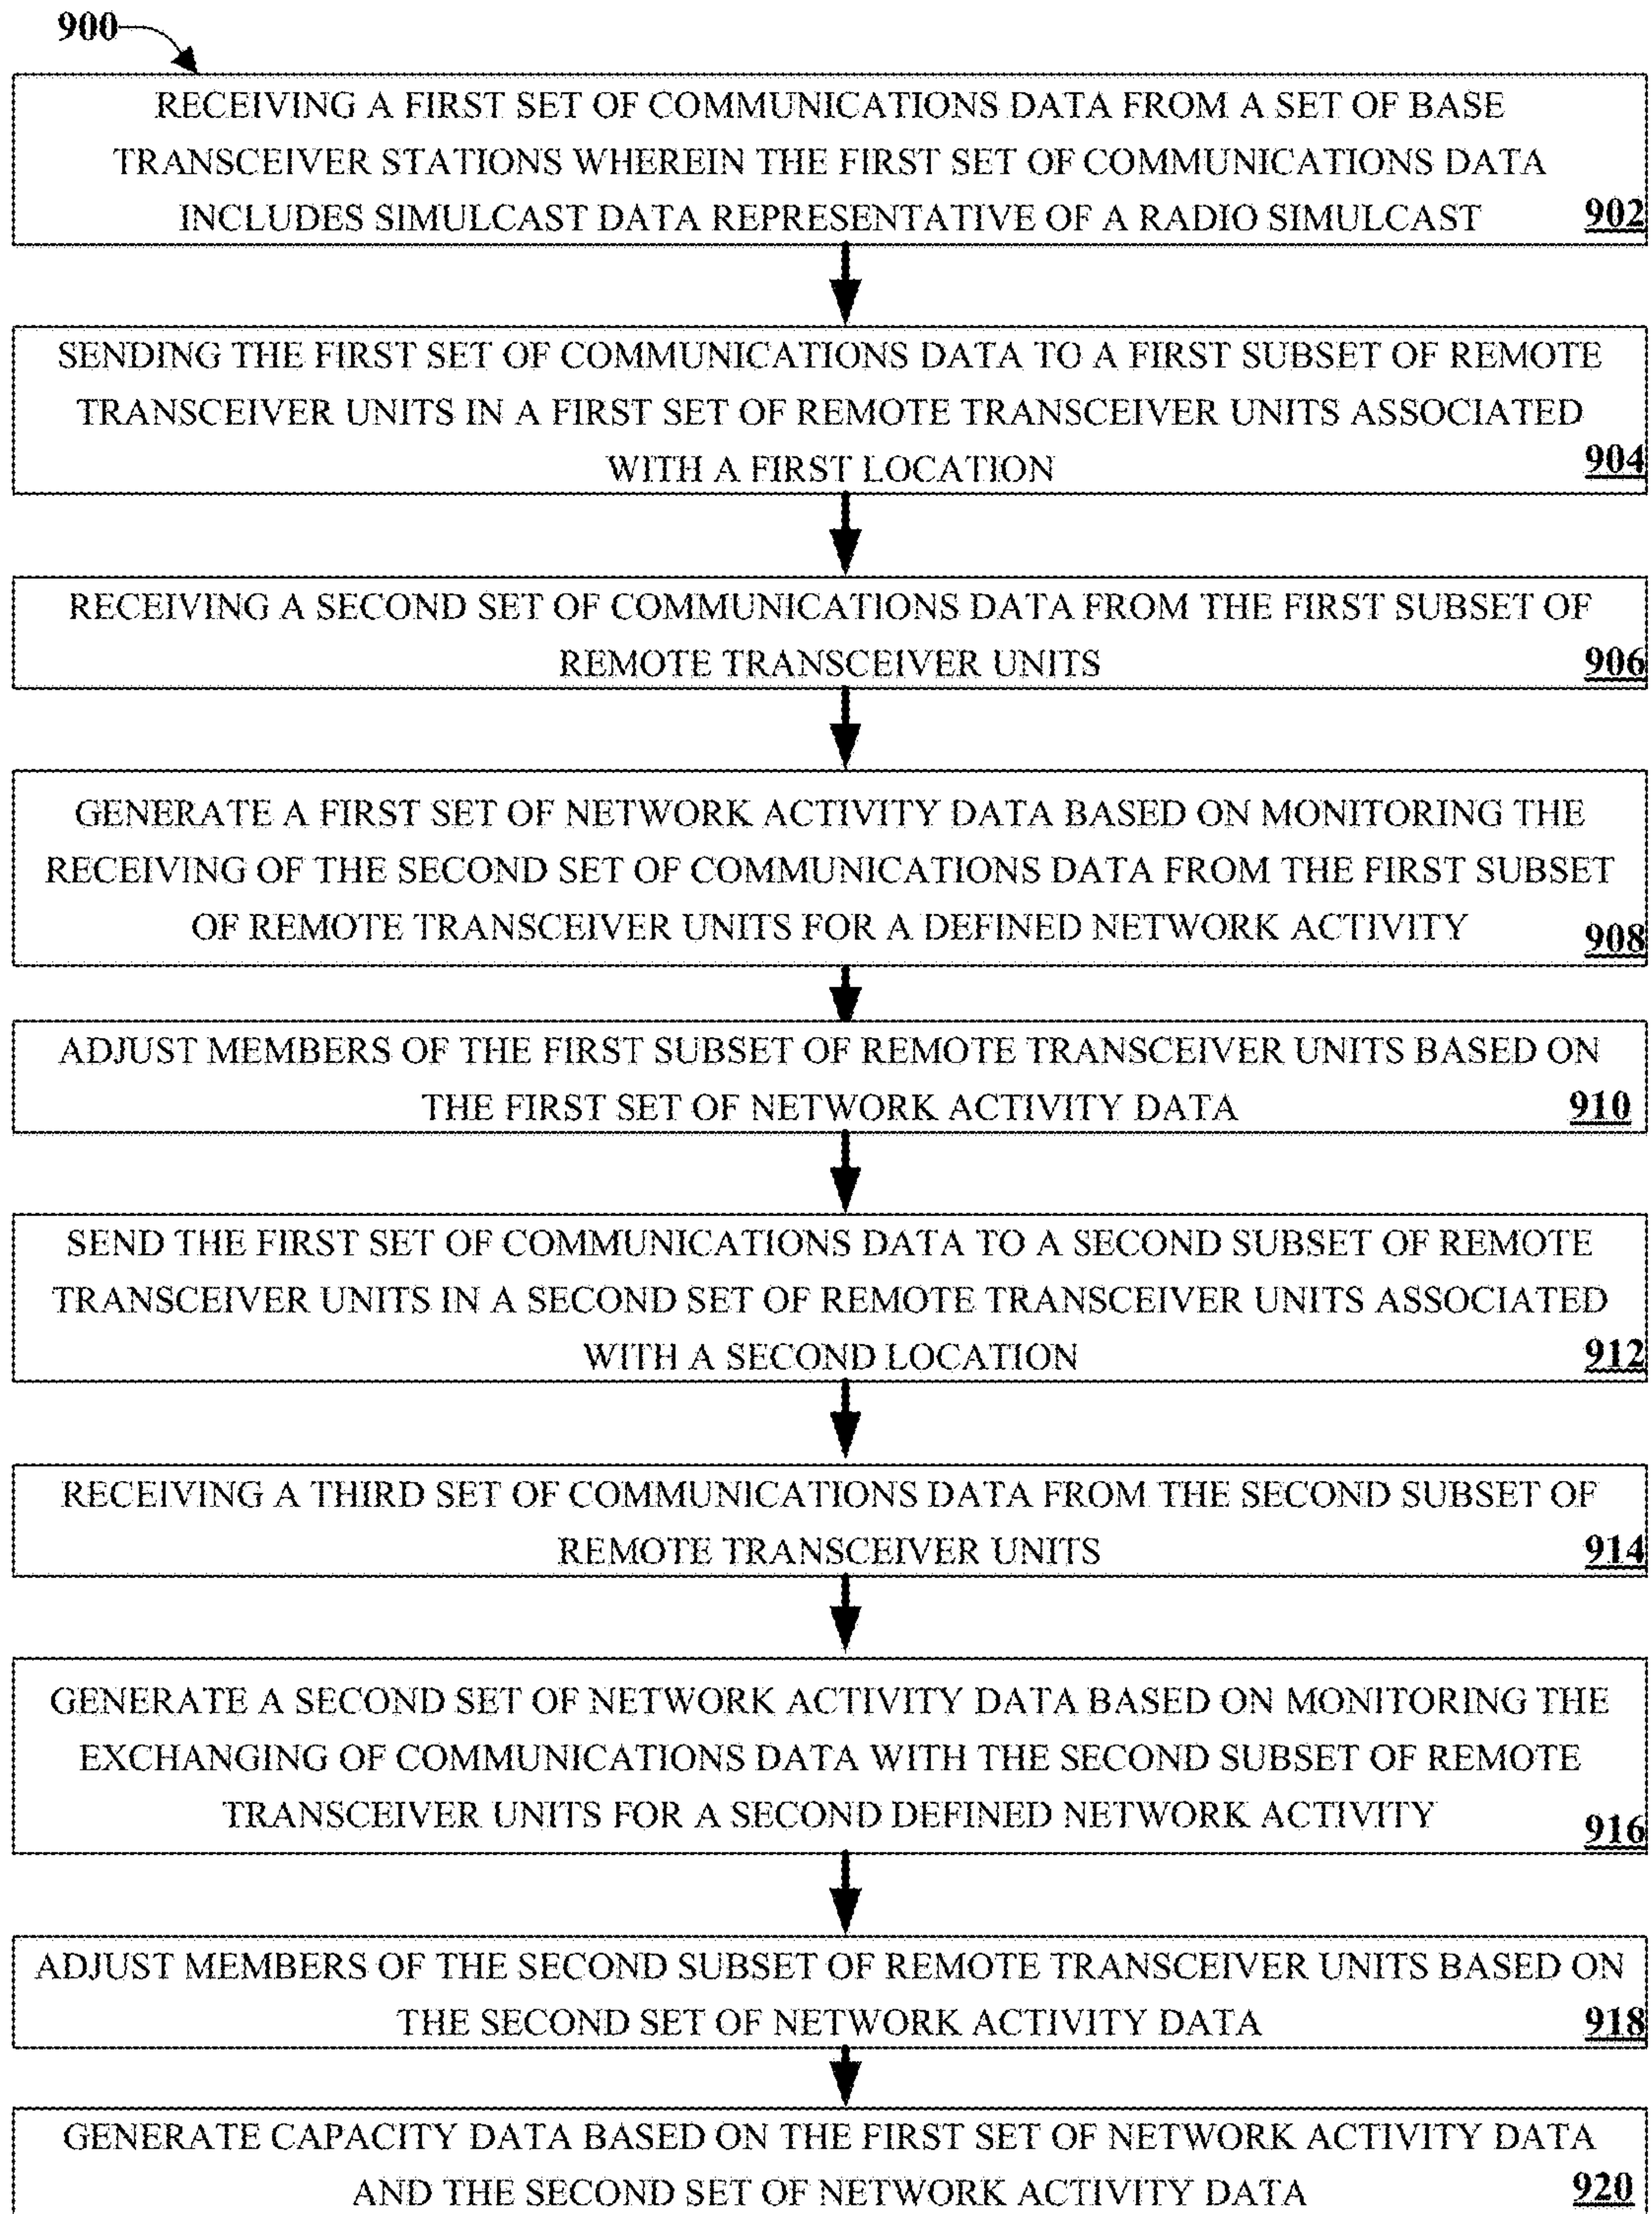 900
RECEIVING A FIRST SET OF COMMUNICATIONS DATA FROM A SET OF BASE
TRANSCEIVER STATIONS WHEREIN THE FIRST SET OF COMMUNICATIONS DATA
INCLUDES SIMULCAST DATA REPRESENTATIVE OF A RADIO SIMULCAST
902
SENDING THE FIRST SET OF COMMUNICATIONS DATA TO A FIRST SUBSET OF REMOTE
TRANSCEIVER UNITS IN A FIRST SET OF REMOTE TRANSCEIVER UNITS ASSOCIATED
WITH A FIRST LOCATION
904
RECEIVING A SECOND SET OF COMMUNICATIONS DATA FROM THE FIRST SUBSET OF
REMOTE TRANSCEIVER UNITS
906
GENERATE A FIRST SET OF NETWORK ACTIVITY DATA BASED ON MONITORING THE
RECEIVING OF THE SECOND SET OF COMMUNICATIONS DATA FROM THE FIRST SUBSET
OF REMOTE TRANSCEIVER UNITS FOR A DEFINED NETWORK ACTIVITY
908
ADJUST MEMBERS OF THE FIRST SUBSET OF REMOTE TRANSCEIVER UNITS BASED ON
THE FIRST SET OF NETWORK ACTIVITY DATA
910
SEND THE FIRST SET OF COMMUNICATIONS DATA TO A SECOND SUBSET OF REMOTE
TRANSCEIVER UNITS IN A SECOND SET OF REMOTE TRANSCEIVER UNITS ASSOCIATED
WITH A SECOND LOCATION
912
RECEIVING A THIRD SET OF COMMUNICATIONS DATA FROM THE SECOND SUBSET OF
REMOTE TRANSCEIVER UNITS
914
GENERATE A SECOND SET OF NETWORK ACTIVITY DATA BASED ON MONITORING THE
EXCHANGING OF COMMUNICATIONS DATA WITH THE SECOND SUBSET OF REMOTE
TRANSCEIVER UNITS FOR A SECOND DEFINED NETWORK ACTIVITY
916
ADJUST MEMBERS OF THE SECOND SUBSET OF REMOTE TRANSCEIVER UNITS BASED ON
THE SECOND SET OF NETWORK ACTIVITY DATA
918
GENERATE CAPACITY DATA BASED ON THE FIRST SET OF NETWORK ACTIVITY DATA
AND THE SECOND SET OF NETWORK ACTIVITY DATA
920